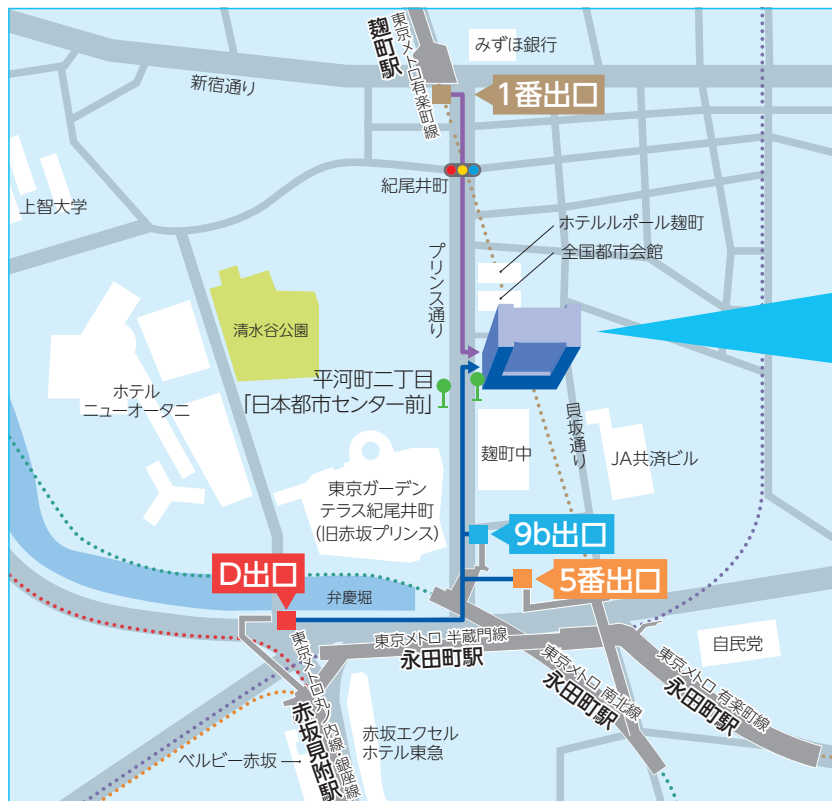 みずほ銀行
麹町駅
東京メトロ有楽町線
新宿通り
1番出口
紀尾井町
上智大学
ホテルルポール麹町
全国都市会館
プリンス通り
清水谷公園
平河町二丁目
「日本都市センター前」
ホテル
ニューオータニ
貝坂通り
麹町中
JA共済ビル
東京ガーデン
テラス紀尾井町
(旧赤坂プリンス)
9b出口
D出口
5番出口
弁慶堀
東京メトロ 半蔵門線
永田町駅
自民党
東京メトロ 南北線
永田町駅
東京メトロ 有楽町線
永田町駅
東京メトロ丸ノ内線・銀座線
赤坂見附駅
赤坂エクセル
ホテル東急
ベルビー赤坂